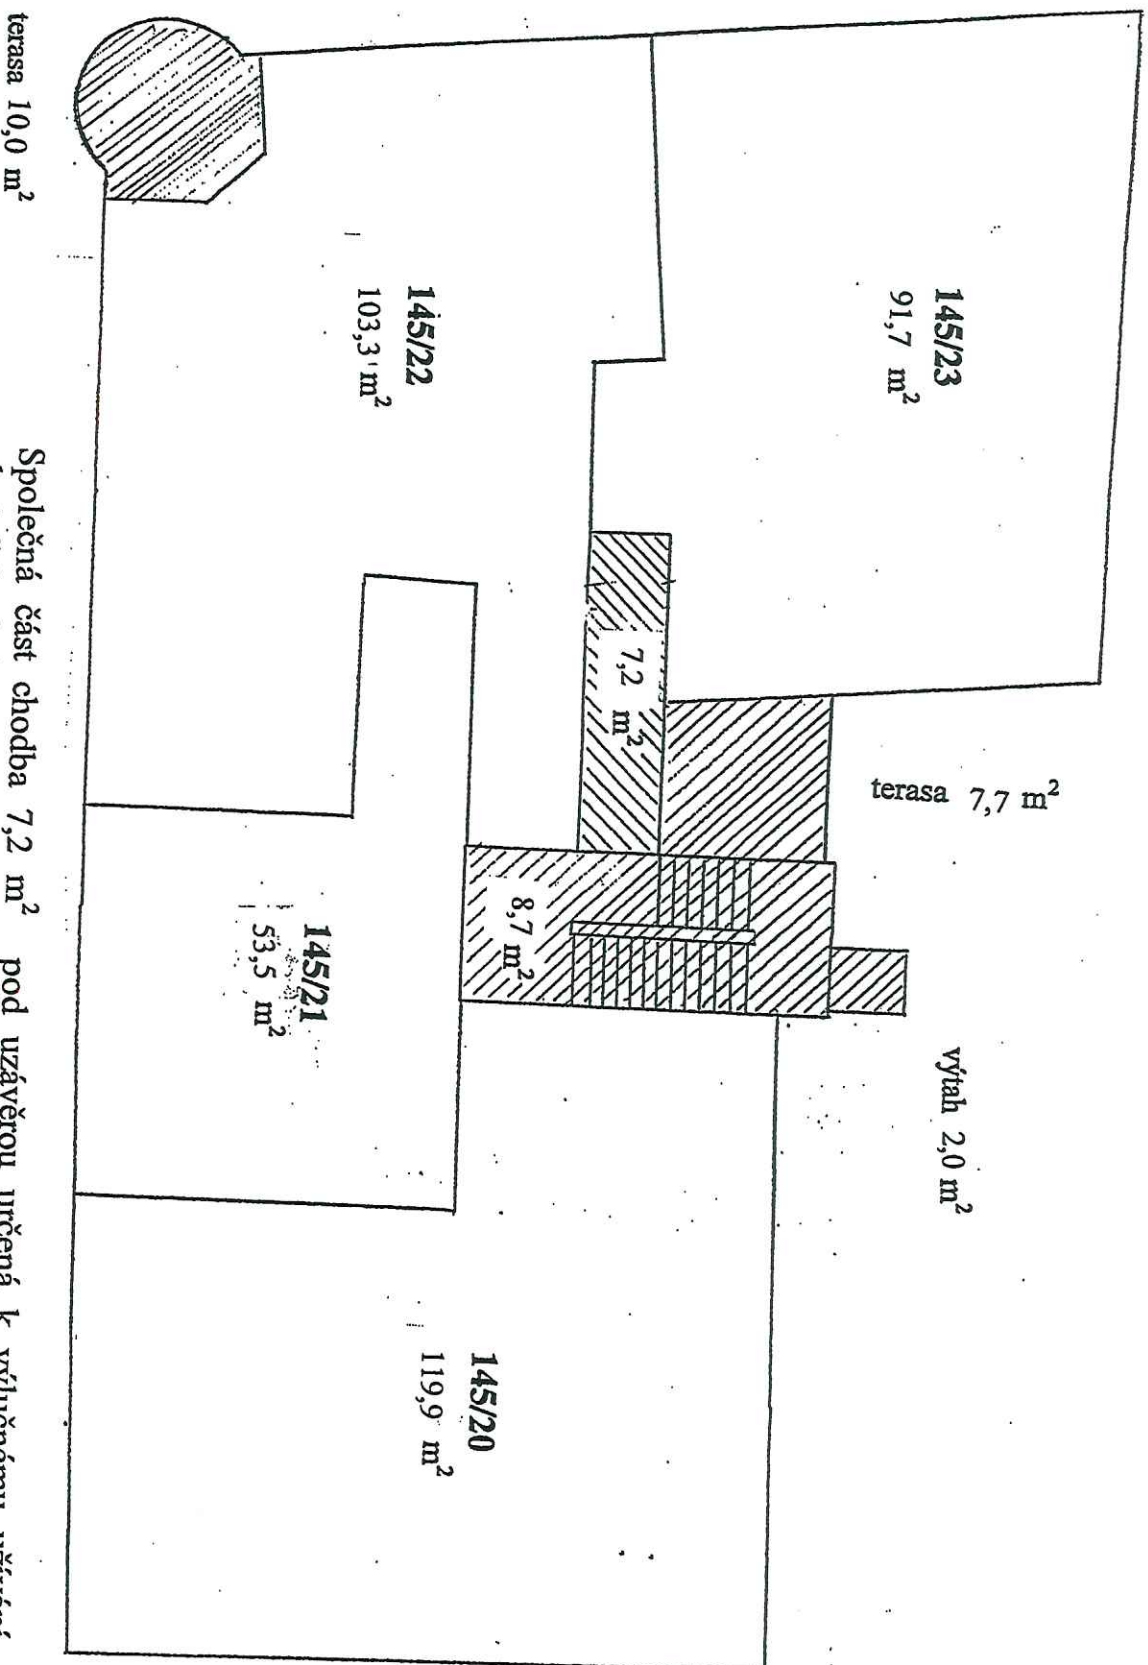 145/23
91,7 m²
terasa 7,7 m²
výtah 2,0 m²
145/22
103,3 m²
7,2 m²
8,7 m²
145/21
53,5 m²
145/20
119,9 m²
terasa 10,0 m²
Společná část chodba 7,2 m² pod uzávěrou určená k výlučnému užívání